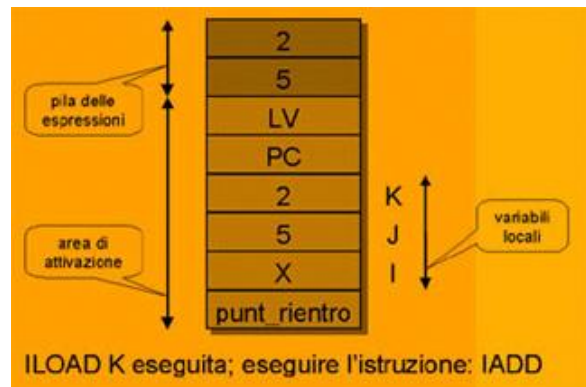 2
5
pila delle
espressioni
LV
PC
2 K
5 J
X I
variabili
locali
area di
attivazione
punt_rientro
ILOAD K eseguita; eseguire l'istruzione: IADD